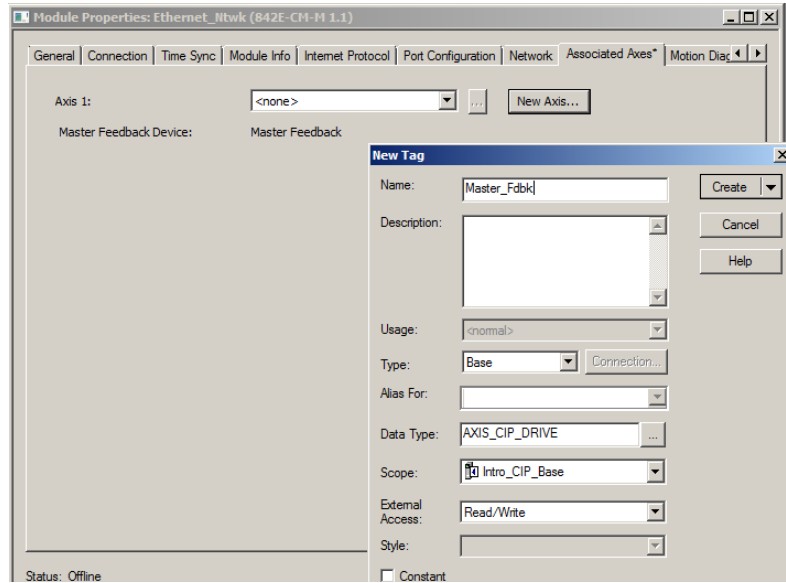 Module Properties: Ethernet_Ntwk (842E-CM-M 1.1)
General Connection Time Sync Module Info Internet Protocol Port Configuration Network Associated Axes* Motion Diag
Axis 1: <none> ... New Axis...
Master Feedback Device: Master Feedback
New Tag
Name: Master_Fdbk Create
Description: Cancel
Help
Usage: <normal>
Type: Base Connection...
Alias For:
Data Type: AXIS_CIP_DRIVE ...
Scope: Intro_CIP_Base
External
Access: Read/Write
Style:
Status: Offline Constant